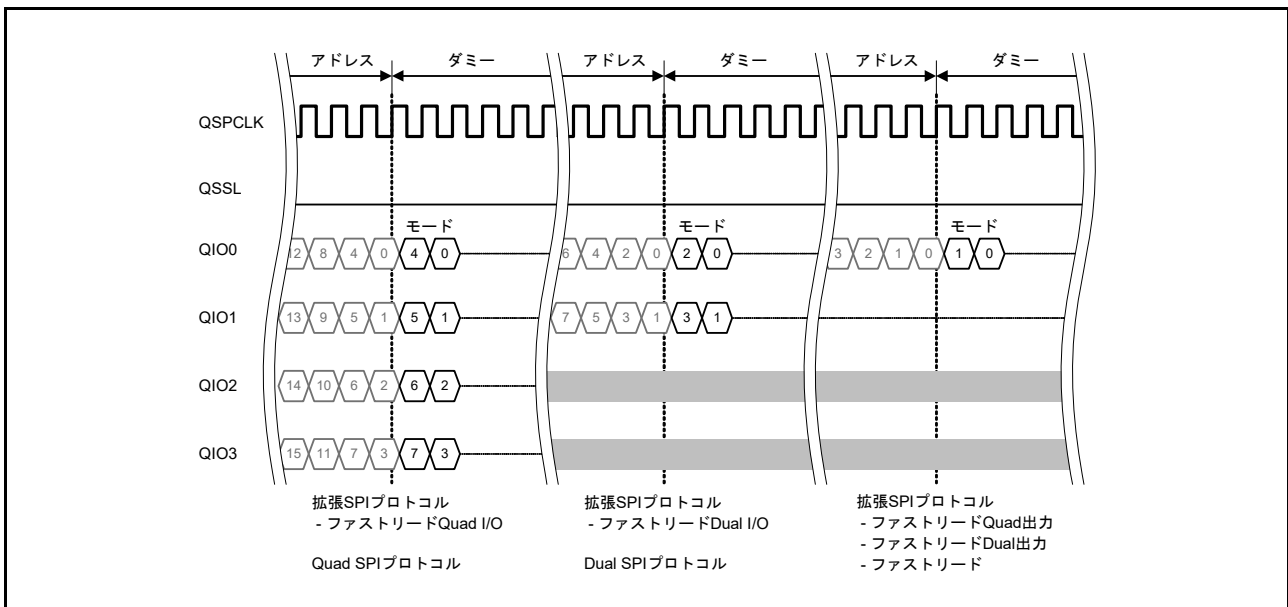 アドレス ダミー アドレス ダミー アドレス ダミー
QSPCLK
QSSL
モード モード モード
QIO0 12 8 4 0 4 0 6 4 2 0 2 0 3 2 1 0 1 0
QIO1 13 9 5 1 5 1 7 5 3 1 3 1
QIO2 14 10 6 2 6 2
QIO3 15 11 7 3 7 3
拡張SPIプロトコル
- ファストリードQuad I/O
Quad SPIプロトコル
拡張SPIプロトコル
- ファストリードDual I/O
Dual SPIプロトコル
拡張SPIプロトコル
- ファストリードQuad出力
- ファストリードDual出力
- ファストリード